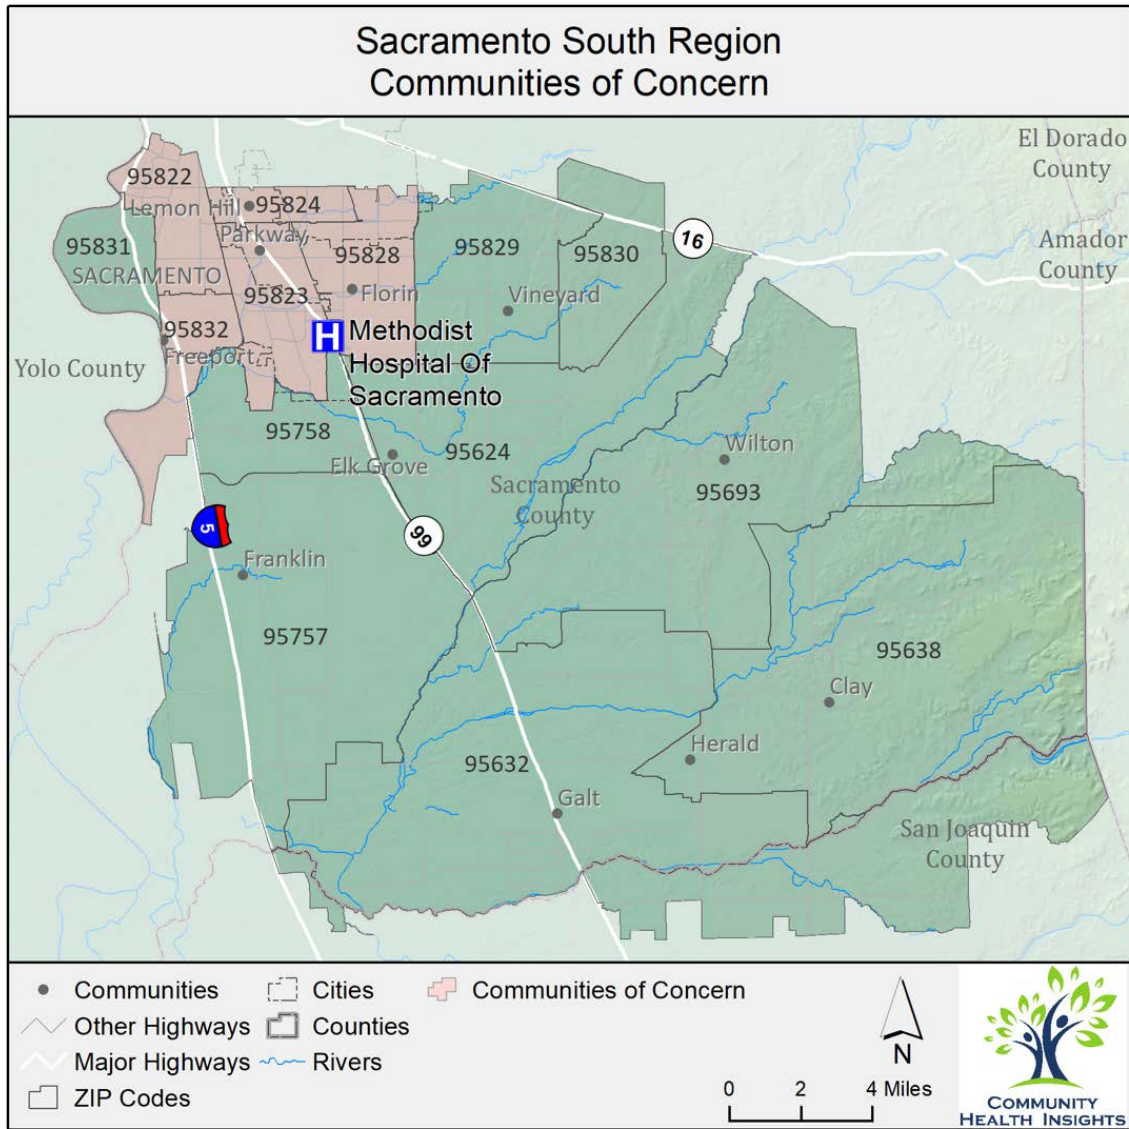 Sacramento South Region
Communities of Concern
El Dorado
County
95822
Lemon Hill
95824
16
Parkway
95831
95828
95829
95830
Amador
County
SACRAMENTO
95823
Florin
Vineyard
95832
Freeport
H
Methodist
Hospital Of
Sacramento
Yolo County
95758
Elk Grove
95624
Wilton
Sacramento
County
95693
5
99
Franklin
95757
95638
Clay
Herald
95632
Galt
San Joaquin
County
Communities
Cities
Communities of Concern
Other Highways
Counties
Major Highways
Rivers
ZIP Codes
N
0 2 4 Miles
COMMUNITY
HEALTH INSIGHTS